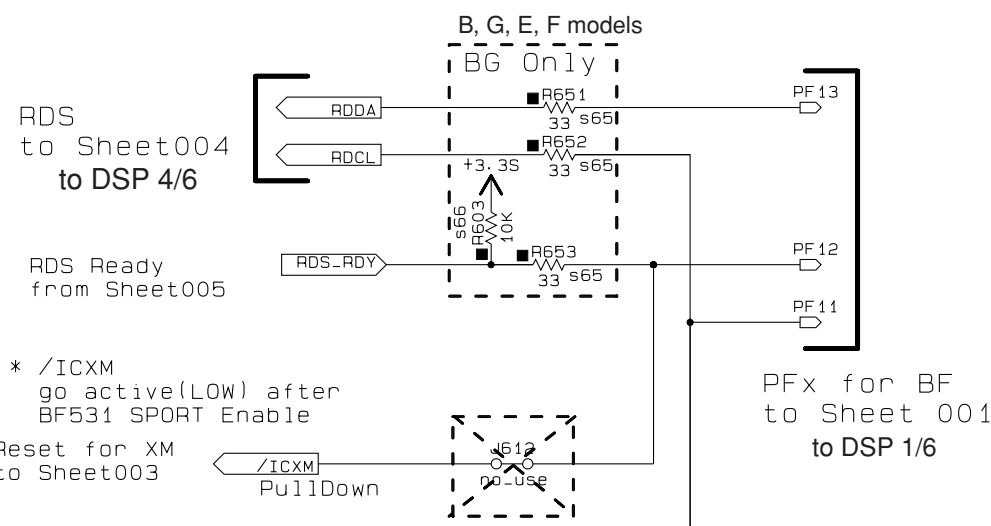 B, G, E, F models
BG Only
R651
33 s65
RDDA
PF13
RDS
to Sheet004
to DSP 4/6
R652
33 s65
RDCL
+3.3S
s66
R603
10K
RDS_RDY
R653
33 s65
PF12
RDS Ready
from Sheet005
PF11
* /ICXM
go active(LOW) after
BF531 SPORT Enable
PFx for BF
to Sheet 001
to DSP 1/6
Reset for XM
to Sheet003
/ICXM
PullDown
J612
no_use